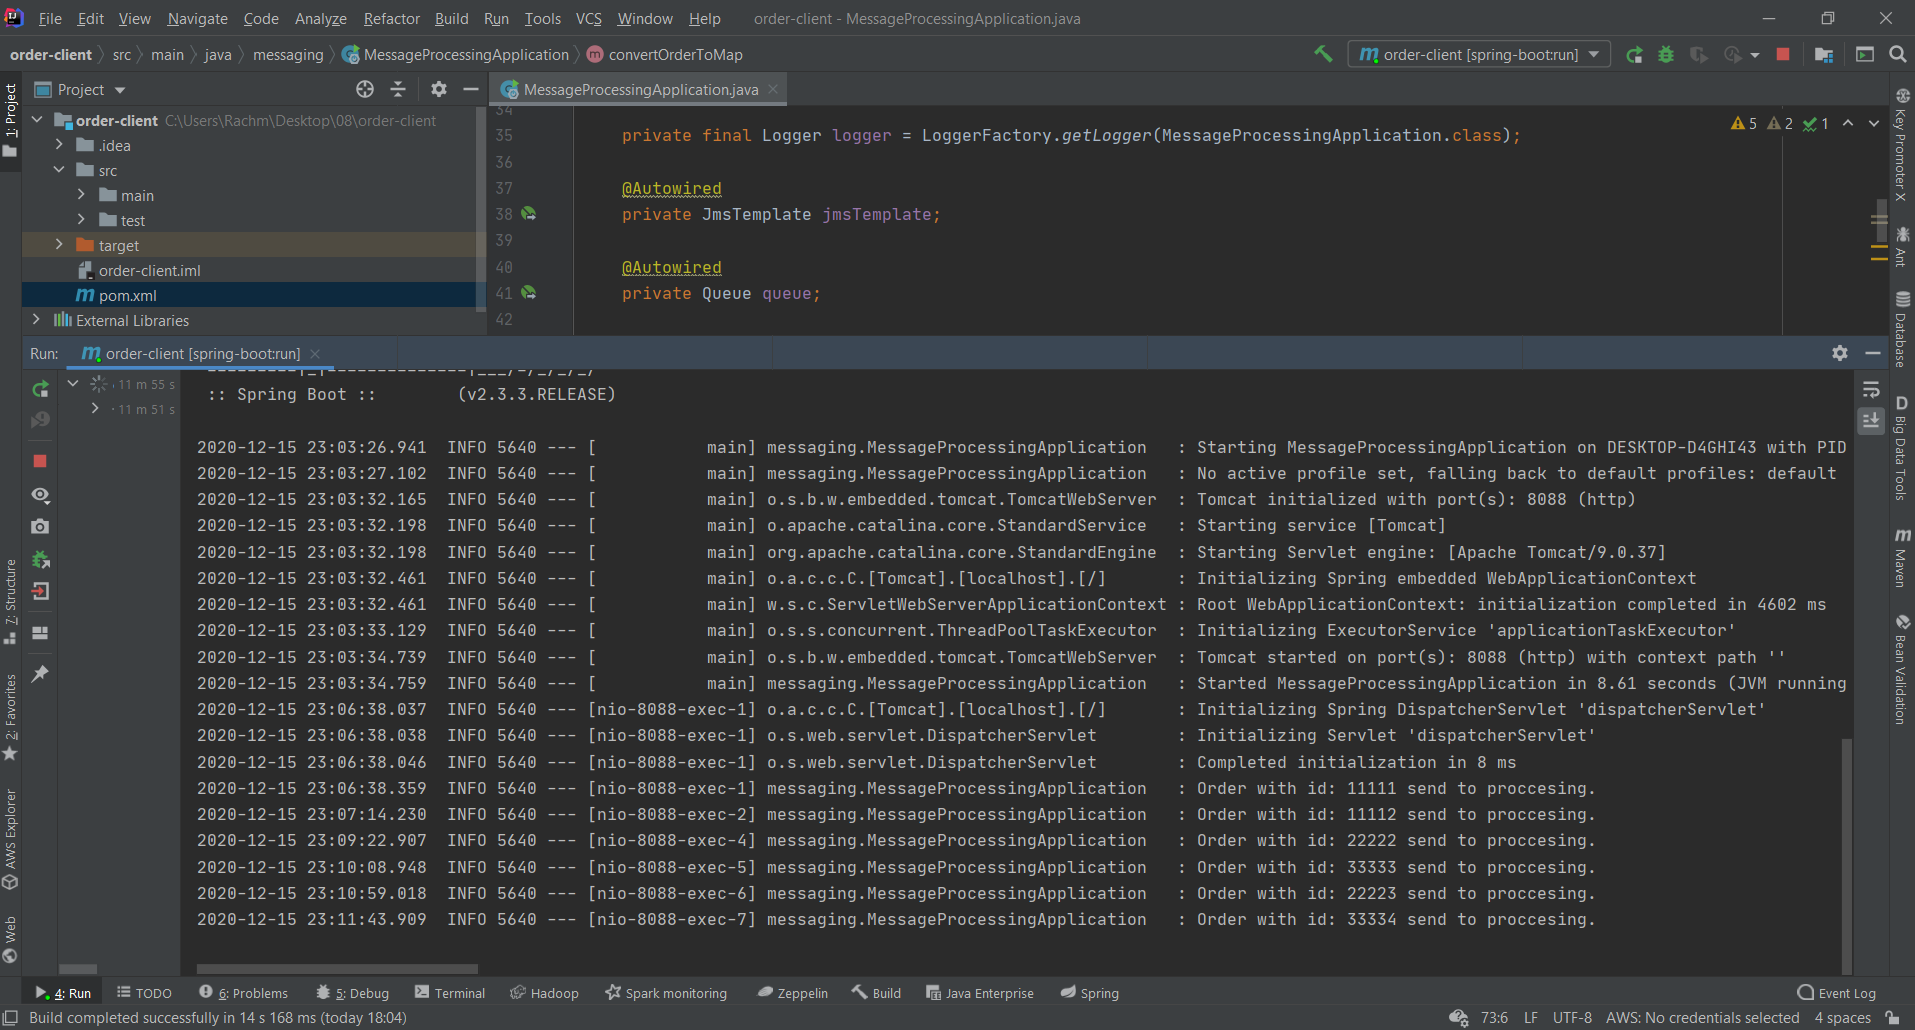 File Edit View Navigate Code Analyze Refactor Build Run Tools VCS Window Help order-client - MessageProcessingApplication.java
order-client src main java messaging MessageProcessingApplication convertOrderToMap order-client [spring-boot:run]
1: Project
Project
MessageProcessingApplication.java
order-client C:\Users\Rachm\Desktop\08\order-client
.idea
src
main
test
target
order-client.iml
pom.xml
External Libraries
34
35 private final Logger logger = LoggerFactory.getLogger(MessageProcessingApplication.class);
36
37 @Autowired
38 private JmsTemplate jmsTemplate;
39
40 @Autowired
41 private Queue queue;
42
5 2 1
Key Promoter X
Ant
Database
Big Data Tools
Maven
Bean Validation
Run: order-client [spring-boot:run]
11 m 55 s
11 m 51 s
:: Spring Boot :: (v2.3.3.RELEASE)
2020-12-15 23:03:26.941 INFO 5640 --- [ main] messaging.MessageProcessingApplication : Starting MessageProcessingApplication on DESKTOP-D4GHI43 with PID
2020-12-15 23:03:27.102 INFO 5640 --- [ main] messaging.MessageProcessingApplication : No active profile set, falling back to default profiles: default
2020-12-15 23:03:32.165 INFO 5640 --- [ main] o.s.b.w.embedded.tomcat.TomcatWebServer : Tomcat initialized with port(s): 8088 (http)
2020-12-15 23:03:32.198 INFO 5640 --- [ main] o.apache.catalina.core.StandardService : Starting service [Tomcat]
2020-12-15 23:03:32.198 INFO 5640 --- [ main] org.apache.catalina.core.StandardEngine : Starting Servlet engine: [Apache Tomcat/9.0.37]
2020-12-15 23:03:32.461 INFO 5640 --- [ main] o.a.c.c.C.[Tomcat].[localhost].[/] : Initializing Spring embedded WebApplicationContext
2020-12-15 23:03:32.461 INFO 5640 --- [ main] w.s.c.ServletWebServerApplicationContext : Root WebApplicationContext: initialization completed in 4602 ms
2020-12-15 23:03:33.129 INFO 5640 --- [ main] o.s.s.concurrent.ThreadPoolTaskExecutor : Initializing ExecutorService 'applicationTaskExecutor'
2020-12-15 23:03:34.739 INFO 5640 --- [ main] o.s.b.w.embedded.tomcat.TomcatWebServer : Tomcat started on port(s): 8088 (http) with context path ''
2020-12-15 23:03:34.759 INFO 5640 --- [ main] messaging.MessageProcessingApplication : Started MessageProcessingApplication in 8.61 seconds (JVM running
2020-12-15 23:06:38.037 INFO 5640 --- [nio-8088-exec-1] o.a.c.c.C.[Tomcat].[localhost].[/] : Initializing Spring DispatcherServlet 'dispatcherServlet'
2020-12-15 23:06:38.038 INFO 5640 --- [nio-8088-exec-1] o.s.web.servlet.DispatcherServlet : Initializing Servlet 'dispatcherServlet'
2020-12-15 23:06:38.046 INFO 5640 --- [nio-8088-exec-1] o.s.web.servlet.DispatcherServlet : Completed initialization in 8 ms
2020-12-15 23:06:38.359 INFO 5640 --- [nio-8088-exec-1] messaging.MessageProcessingApplication : Order with id: 11111 send to proccesing.
2020-12-15 23:07:14.230 INFO 5640 --- [nio-8088-exec-2] messaging.MessageProcessingApplication : Order with id: 11112 send to proccesing.
2020-12-15 23:09:22.907 INFO 5640 --- [nio-8088-exec-4] messaging.MessageProcessingApplication : Order with id: 22222 send to proccesing.
2020-12-15 23:10:08.948 INFO 5640 --- [nio-8088-exec-5] messaging.MessageProcessingApplication : Order with id: 33333 send to proccesing.
2020-12-15 23:10:59.018 INFO 5640 --- [nio-8088-exec-6] messaging.MessageProcessingApplication : Order with id: 22223 send to proccesing.
2020-12-15 23:11:43.909 INFO 5640 --- [nio-8088-exec-7] messaging.MessageProcessingApplication : Order with id: 33334 send to proccesing.
7: Structure
2: Favorites
AWS Explorer
Web
4: Run TODO 6: Problems 5: Debug Terminal Hadoop Spark monitoring Zeppelin Build Java Enterprise Spring Event Log
Build completed successfully in 14 s 168 ms (today 18:04) 73:6 LF UTF-8 AWS: No credentials selected 4 spaces